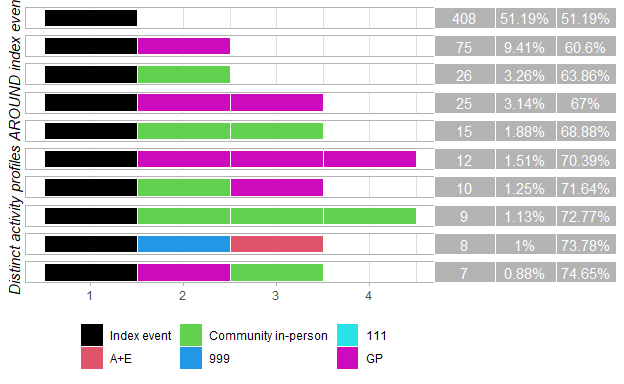 Distinct activity profiles AROUND index even
408 51.19% 51.19%
75 9.41% 60.6%
26 3.26% 63.86%
25 3.14% 67%
15 1.88% 68.88%
12 1.51% 70.39%
10 1.25% 71.64%
9 1.13% 72.77%
8 1% 73.78%
7 0.88% 74.65%
1 2 3 4
Index event Community in-person 111
A+E 999 GP